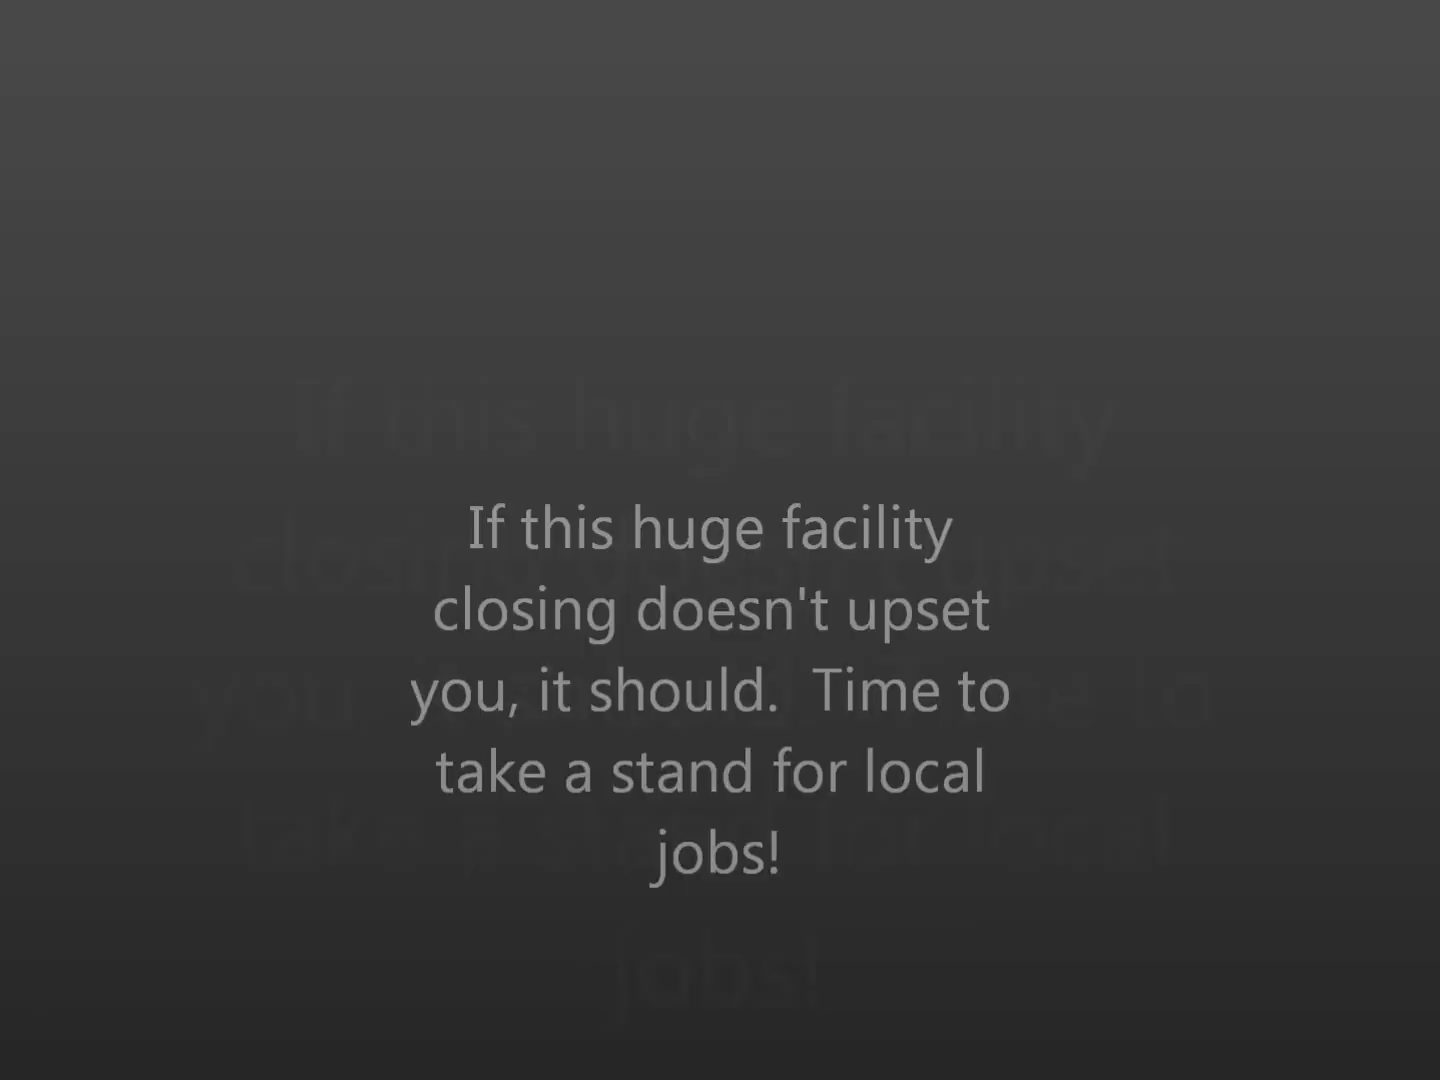 If this huge facility
closing doesn't upset
you, it should.  Time to
take a stand for local
jobs!